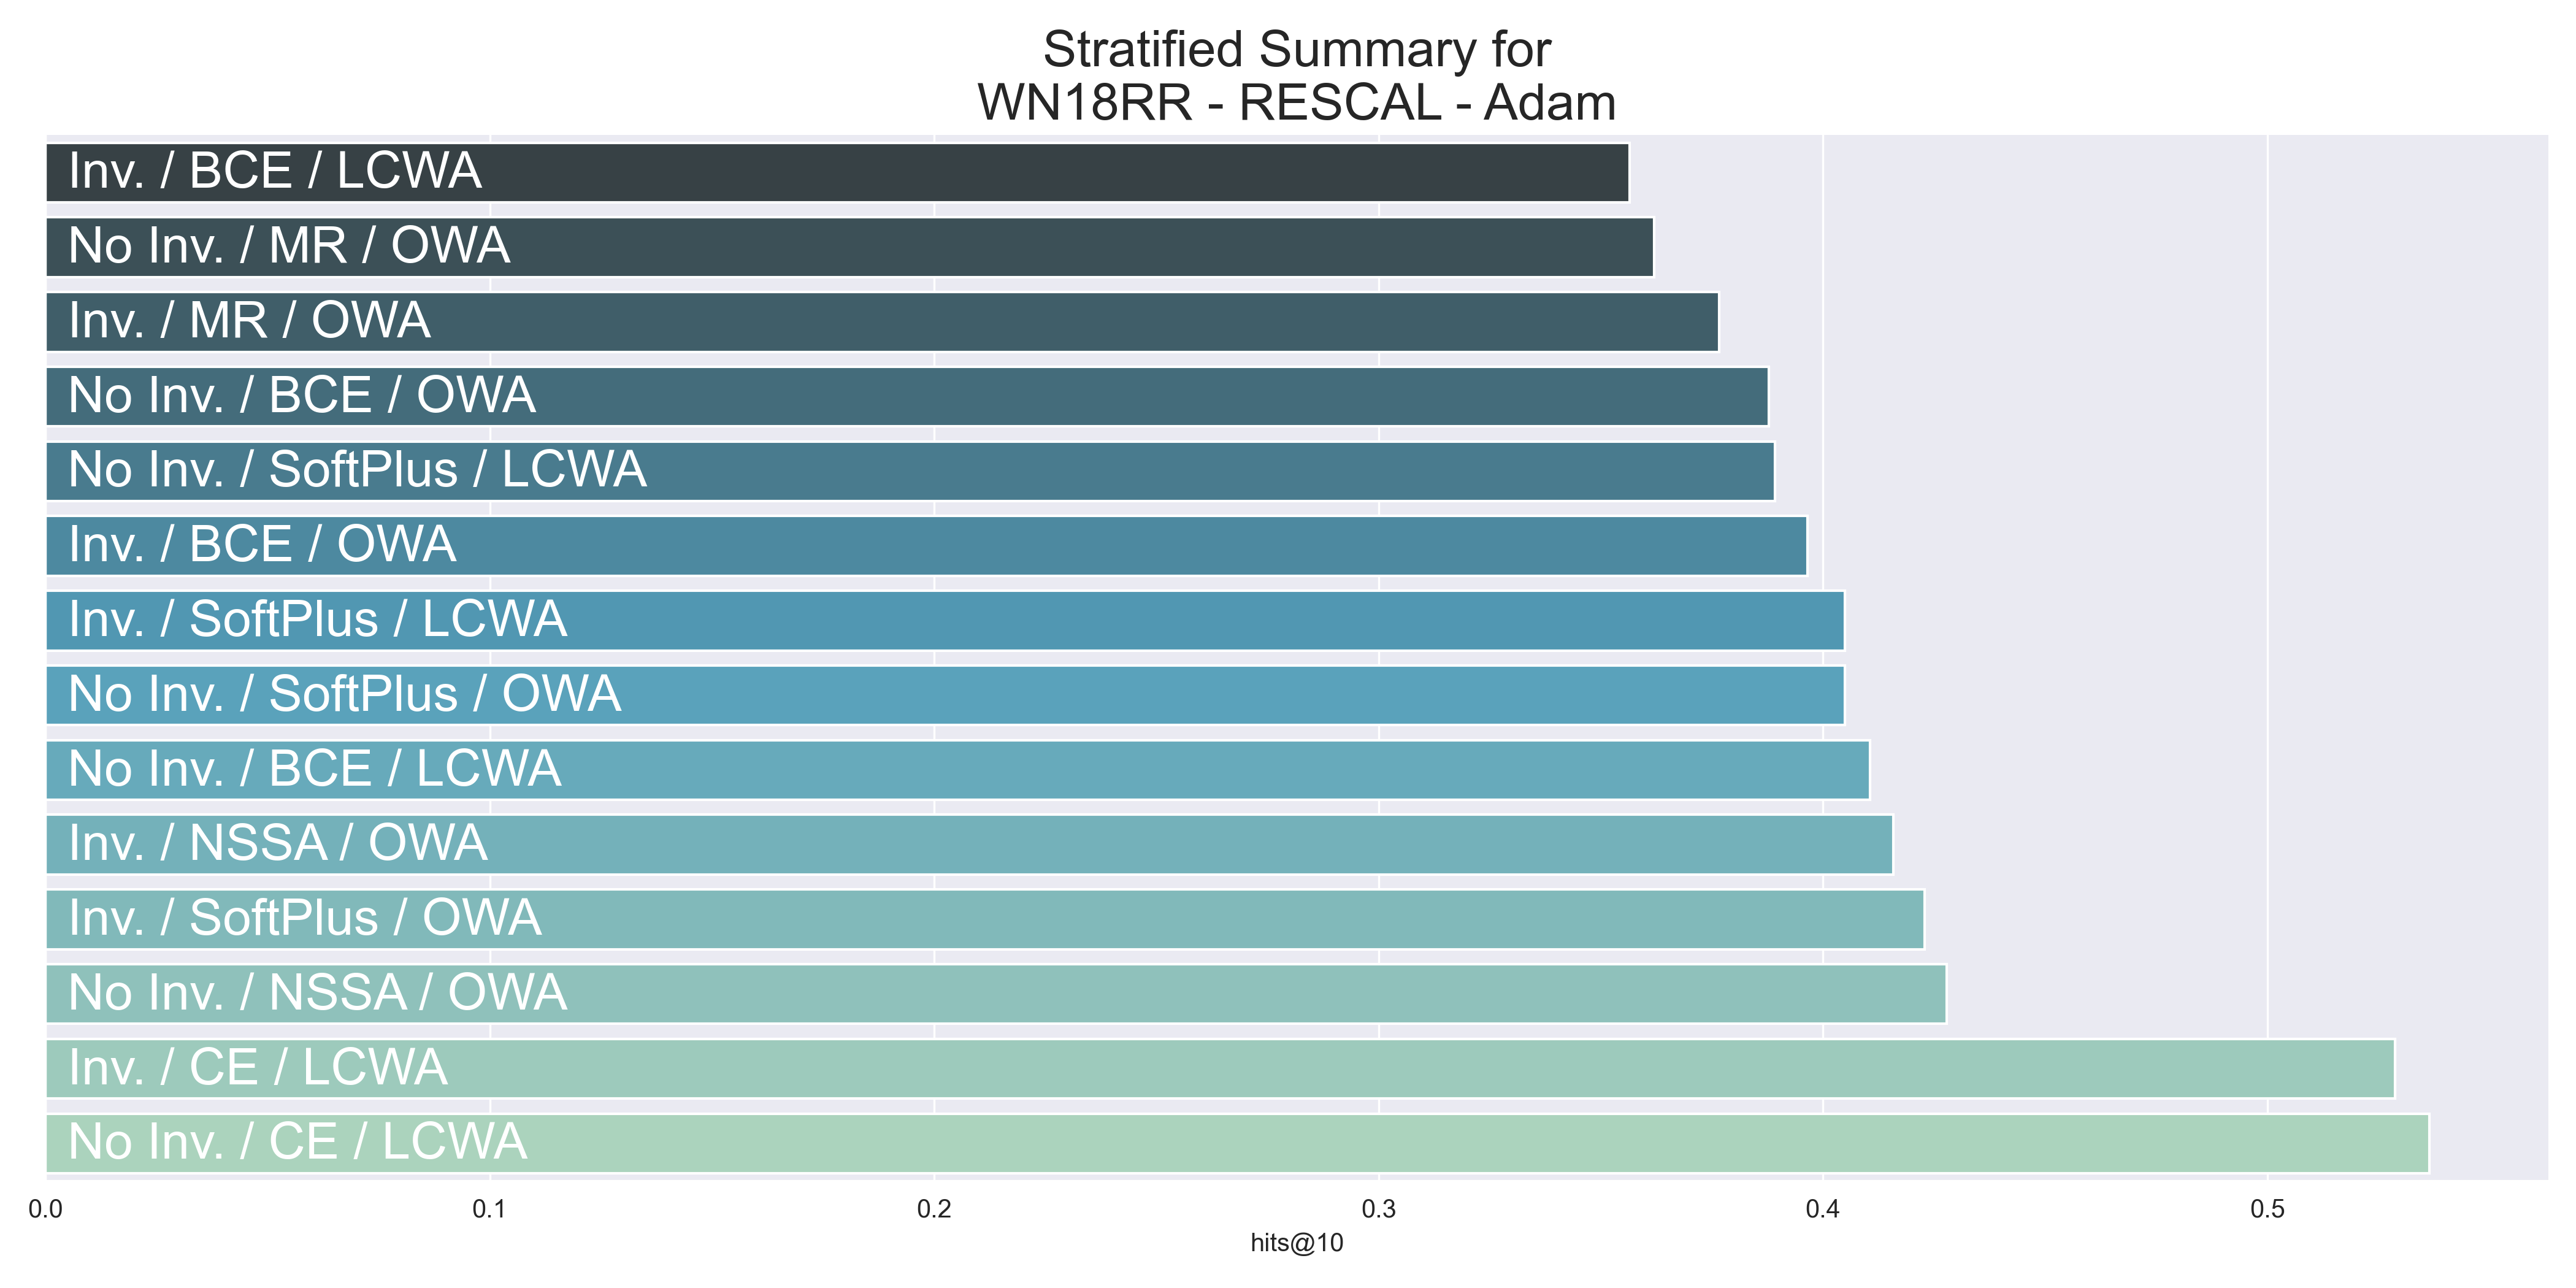 Stratified Summary for
WN18RR - RESCAL - Adam
Inv. / BCE / LCWA
No Inv. / MR / OWA
Inv. / MR / OWA
No Inv. / BCE / OWA
No Inv. / SoftPlus / LCWA
Inv. / BCE / OWA
Inv. / SoftPlus / LCWA
No Inv. / SoftPlus / OWA
No Inv. / BCE / LCWA
Inv. / NSSA / OWA
Inv. / SoftPlus / OWA
No Inv. / NSSA / OWA
Inv. / CE / LCWA
No Inv. / CE / LCWA
0.0 0.1 0.2 0.3 0.4 0.5
hits@10